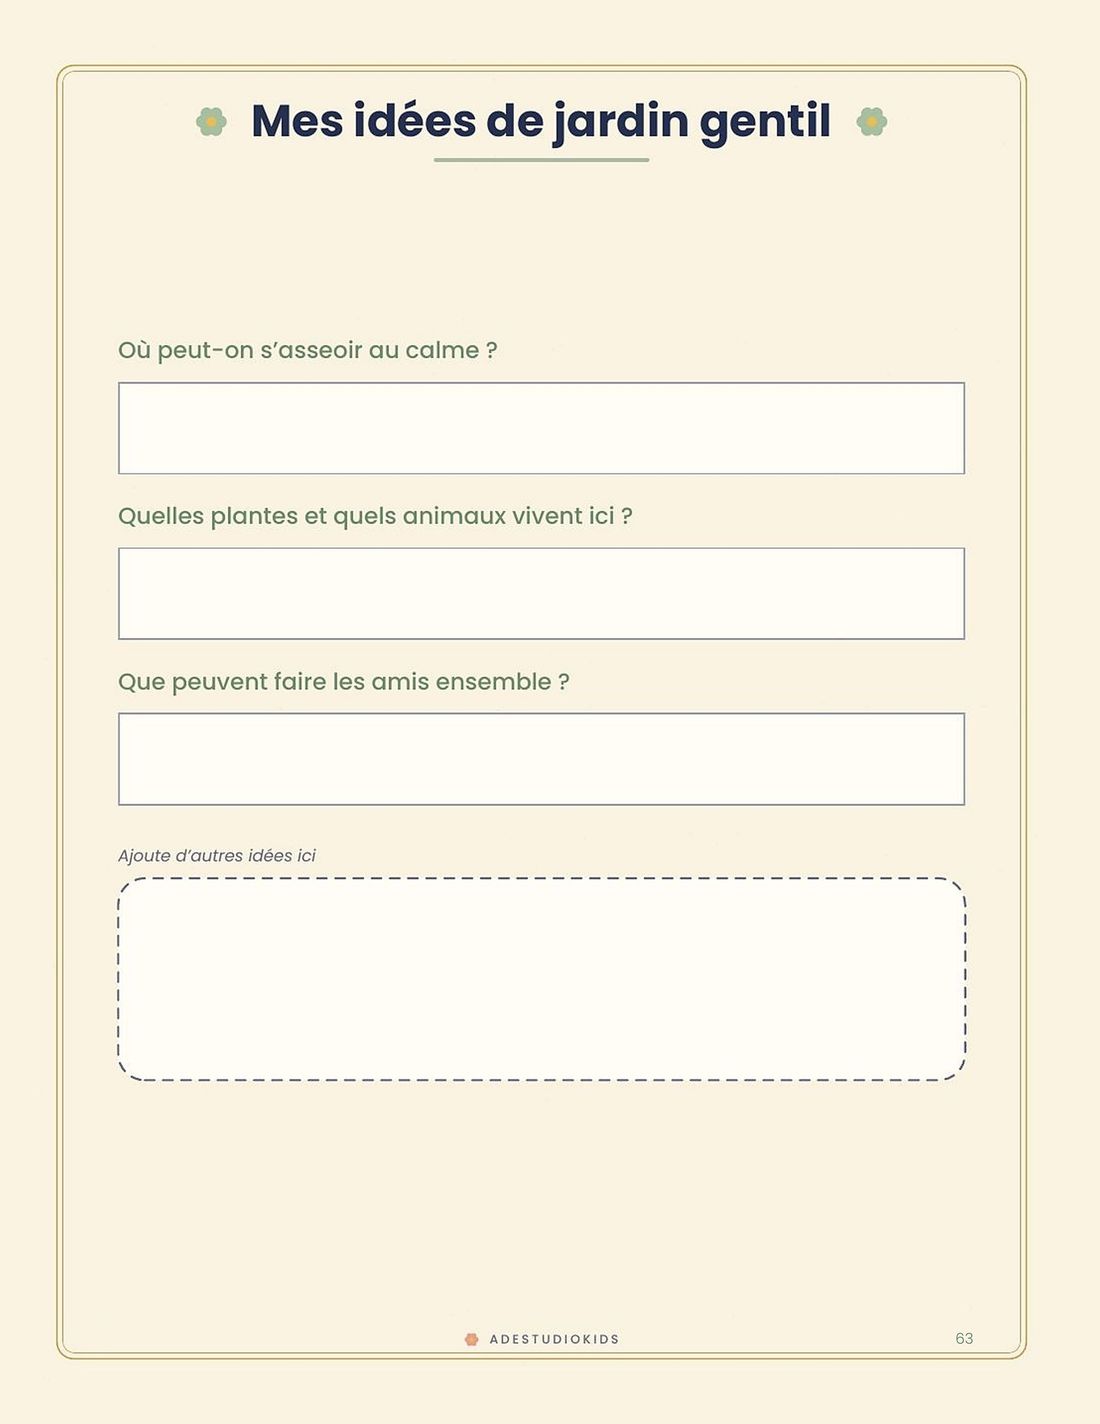 Mes idées de jardin gentil
Où peut-on s’asseoir au calme ?
Quelles plantes et quels animaux vivent ici ?
Que peuvent faire les amis ensemble ?
Ajoute d’autres idées ici
ADESTUDIOKIDS
63